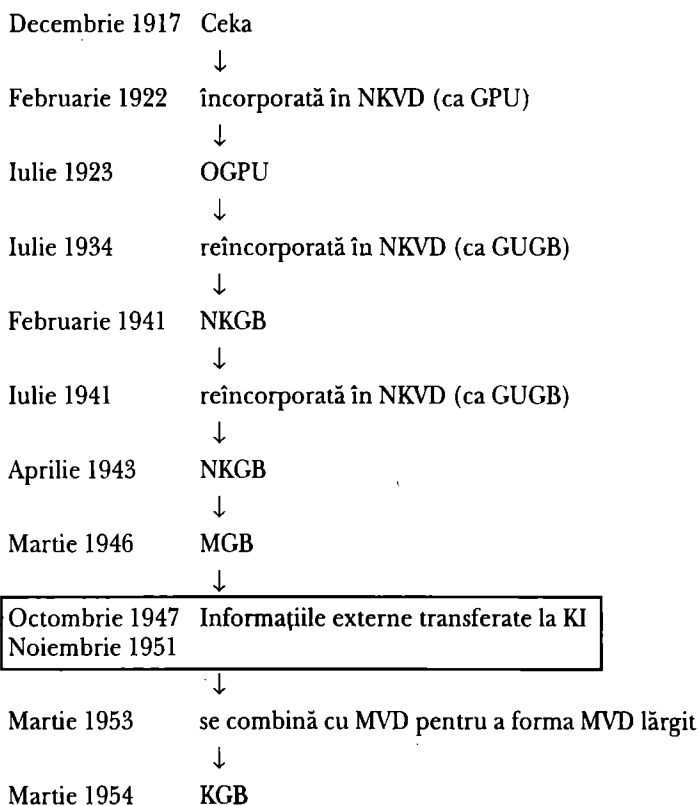 Decembrie 1917 Ceka
↓
Februarie 1922 încorporată în NKVD (ca GPU)
↓
Iulie 1923 OGPU
↓
Iulie 1934 reîncorporată în NKVD (ca GUGB)
↓
Februarie 1941 NKGB
↓
Iulie 1941 reîncorporată în NKVD (ca GUGB)
↓
Aprilie 1943 NKGB
↓
Martie 1946 MGB
↓
Octombrie 1947 Informațiile externe transferate la KI
Noiembrie 1951
↓
Martie 1953 se combină cu MVD pentru a forma MVD lărgit
↓
Martie 1954 KGB